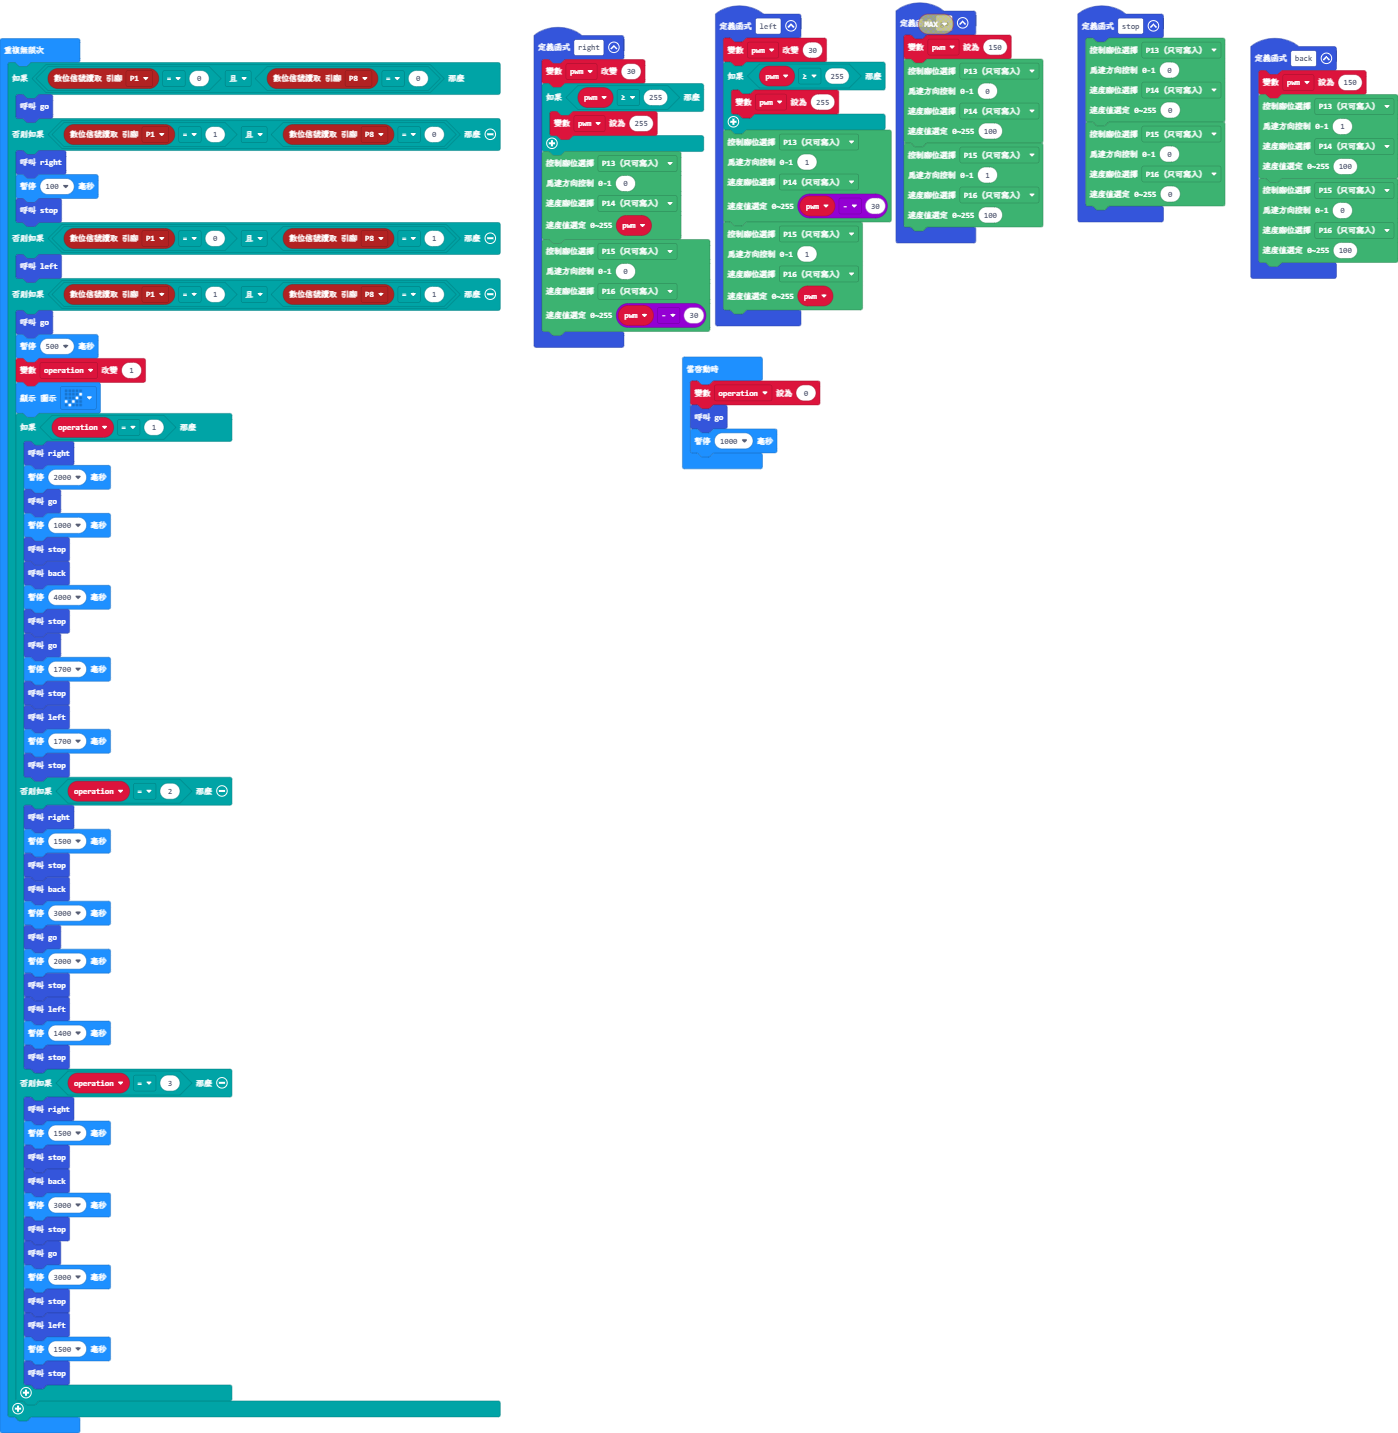 重複無限次
如果 數位信號讀取 引腳 P1 = 0 且 數位信號讀取 引腳 P8 = 0 那麼
呼叫 go
否則如果 數位信號讀取 引腳 P1 = 1 且 數位信號讀取 引腳 P8 = 0 那麼
呼叫 right
暫停 100 毫秒
呼叫 stop
否則如果 數位信號讀取 引腳 P1 = 0 且 數位信號讀取 引腳 P8 = 1 那麼
呼叫 left
否則如果 數位信號讀取 引腳 P1 = 1 且 數位信號讀取 引腳 P8 = 1 那麼
呼叫 go
暫停 500 毫秒
變數 operation 改變 1
顯示 圖示
如果 operation = 1 那麼
呼叫 right
暫停 2000 毫秒
呼叫 go
暫停 1000 毫秒
呼叫 stop
呼叫 back
暫停 4000 毫秒
呼叫 stop
呼叫 go
暫停 1700 毫秒
呼叫 stop
呼叫 left
暫停 1700 毫秒
呼叫 stop
否則如果 operation = 2 那麼
呼叫 right
暫停 1500 毫秒
呼叫 stop
呼叫 back
暫停 3000 毫秒
呼叫 go
暫停 2000 毫秒
呼叫 stop
呼叫 left
暫停 1400 毫秒
呼叫 stop
否則如果 operation = 3 那麼
呼叫 right
暫停 1500 毫秒
呼叫 stop
呼叫 back
暫停 3000 毫秒
呼叫 stop
呼叫 go
暫停 3000 毫秒
呼叫 stop
呼叫 left
暫停 1500 毫秒
呼叫 stop
定義函式 right
變數 pwm 改變 30
如果 pwm ≥ 255 那麼
變數 pwm 設為 255
控制腳位選擇 P13 (只可寫入)
馬達方向控制 0-1 0
速度腳位選擇 P14 (只可寫入)
速度值選定 0~255 pwm
控制腳位選擇 P15 (只可寫入)
馬達方向控制 0-1 0
速度腳位選擇 P16 (只可寫入)
速度值選定 0~255 pwm - 30
定義函式 left
變數 pwm 改變 30
如果 pwm ≥ 255 那麼
變數 pwm 設為 255
控制腳位選擇 P13 (只可寫入)
馬達方向控制 0-1 1
速度腳位選擇 P14 (只可寫入)
速度值選定 0~255 pwm - 30
控制腳位選擇 P15 (只可寫入)
馬達方向控制 0-1 1
速度腳位選擇 P16 (只可寫入)
速度值選定 0~255 pwm
當啟動時
變數 operation 設為 0
呼叫 go
暫停 1000 毫秒
定義函 MAX
變數 pwm 設為 150
控制腳位選擇 P13 (只可寫入)
馬達方向控制 0-1 0
速度腳位選擇 P14 (只可寫入)
速度值選定 0~255 100
控制腳位選擇 P15 (只可寫入)
馬達方向控制 0-1 1
速度腳位選擇 P16 (只可寫入)
速度值選定 0~255 100
定義函式 stop
控制腳位選擇 P13 (只可寫入)
馬達方向控制 0-1 0
速度腳位選擇 P14 (只可寫入)
速度值選定 0~255 0
控制腳位選擇 P15 (只可寫入)
馬達方向控制 0-1 0
速度腳位選擇 P16 (只可寫入)
速度值選定 0~255 0
定義函式 back
變數 pwm 設為 150
控制腳位選擇 P13 (只可寫入)
馬達方向控制 0-1 1
速度腳位選擇 P14 (只可寫入)
速度值選定 0~255 100
控制腳位選擇 P15 (只可寫入)
馬達方向控制 0-1 0
速度腳位選擇 P16 (只可寫入)
速度值選定 0~255 100